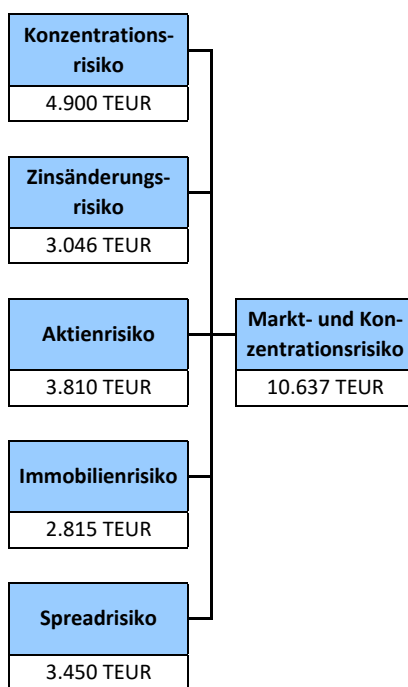 Konzentrations-
risiko
4.900 TEUR
Zinsänderungs-
risiko
3.046 TEUR
Aktienrisiko
3.810 TEUR
Markt- und Kon-
zentrationsrisiko
10.637 TEUR
Immobilienrisiko
2.815 TEUR
Spreadrisiko
3.450 TEUR